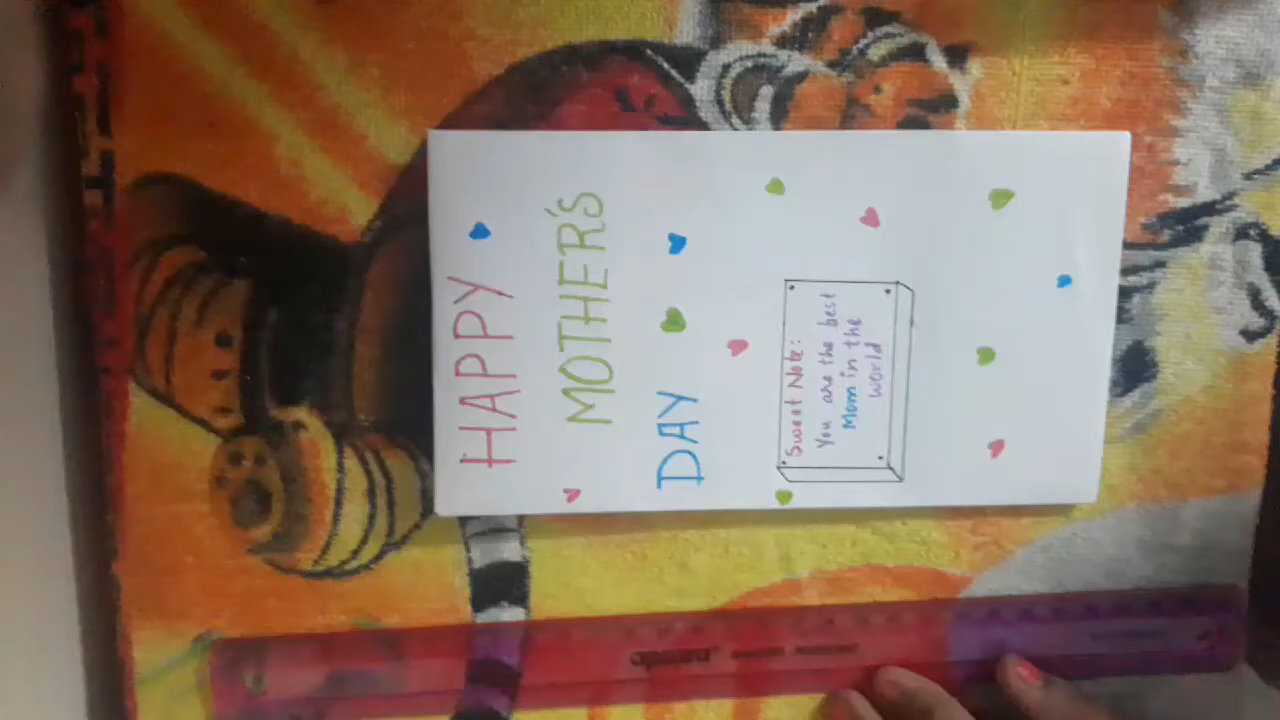 HAPPY
MOTHER'S
DAY
Sweet Note:
You are the best
Mom in the
world